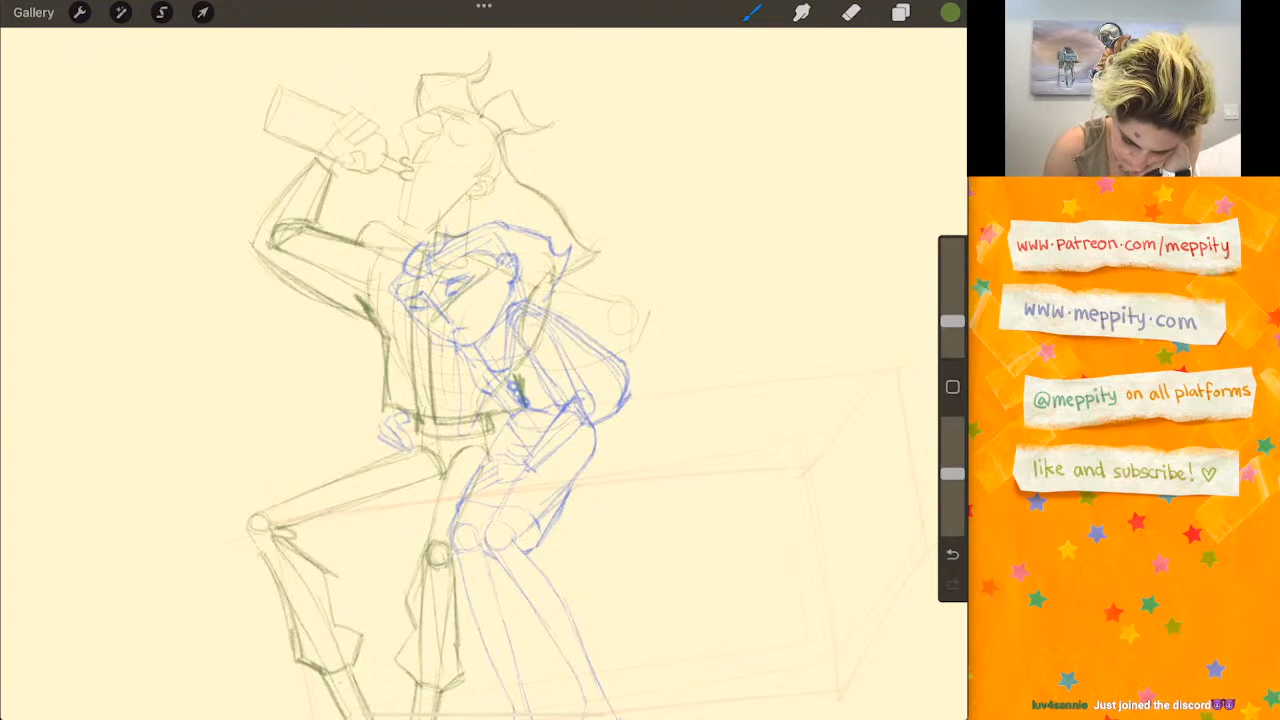 Gallery
www.patreon.com/meppity
www.meppity.com
@meppity on all platforms
like and subscribe! ♡
luv4sannie Just joined the discord😈😈